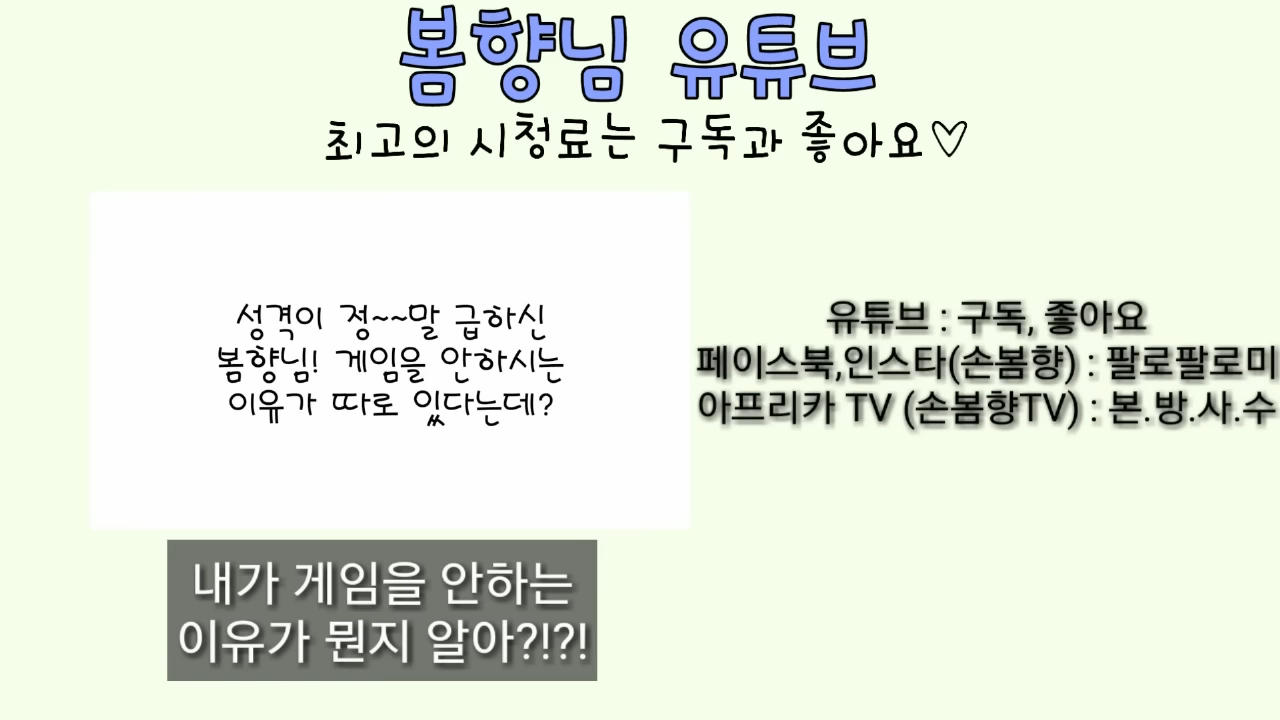 봄향님 유튜브
최고의 시청료는 구독과 좋아요♡
성격이 정~~말 급하신
봄향님! 게임을 안하시는
이유가 따로 있다는데?
유튜브 : 구독, 좋아요
페이스북,인스타(손봄향) : 팔로팔로미
아프리카 TV (손봄향TV) : 본.방.사.수
내가 게임을 안하는
이유가 뭔지 알아?!?!